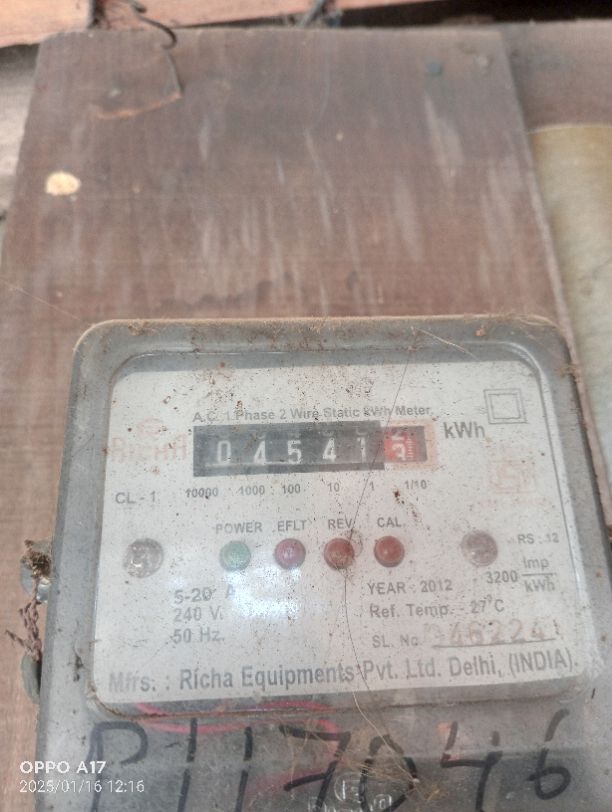 A.C. 1 Phase 2 Wire Static kWh Meter
RICHA
0 4 5 4 1
kWh
CL - 1
10000 1000 100 10 1 1/10
POWER EFLT REV CAL
RS : 12
3200 Imp/kWh
5-20 A
240 V.
50 Hz.
YEAR : 2012
Ref. Temp. - 27°C
SL. No.
Mfrs. : Richa Equipments Pvt. Ltd. Delhi, (INDIA).
P117046
OPPO A17
2025/01/16 12:16